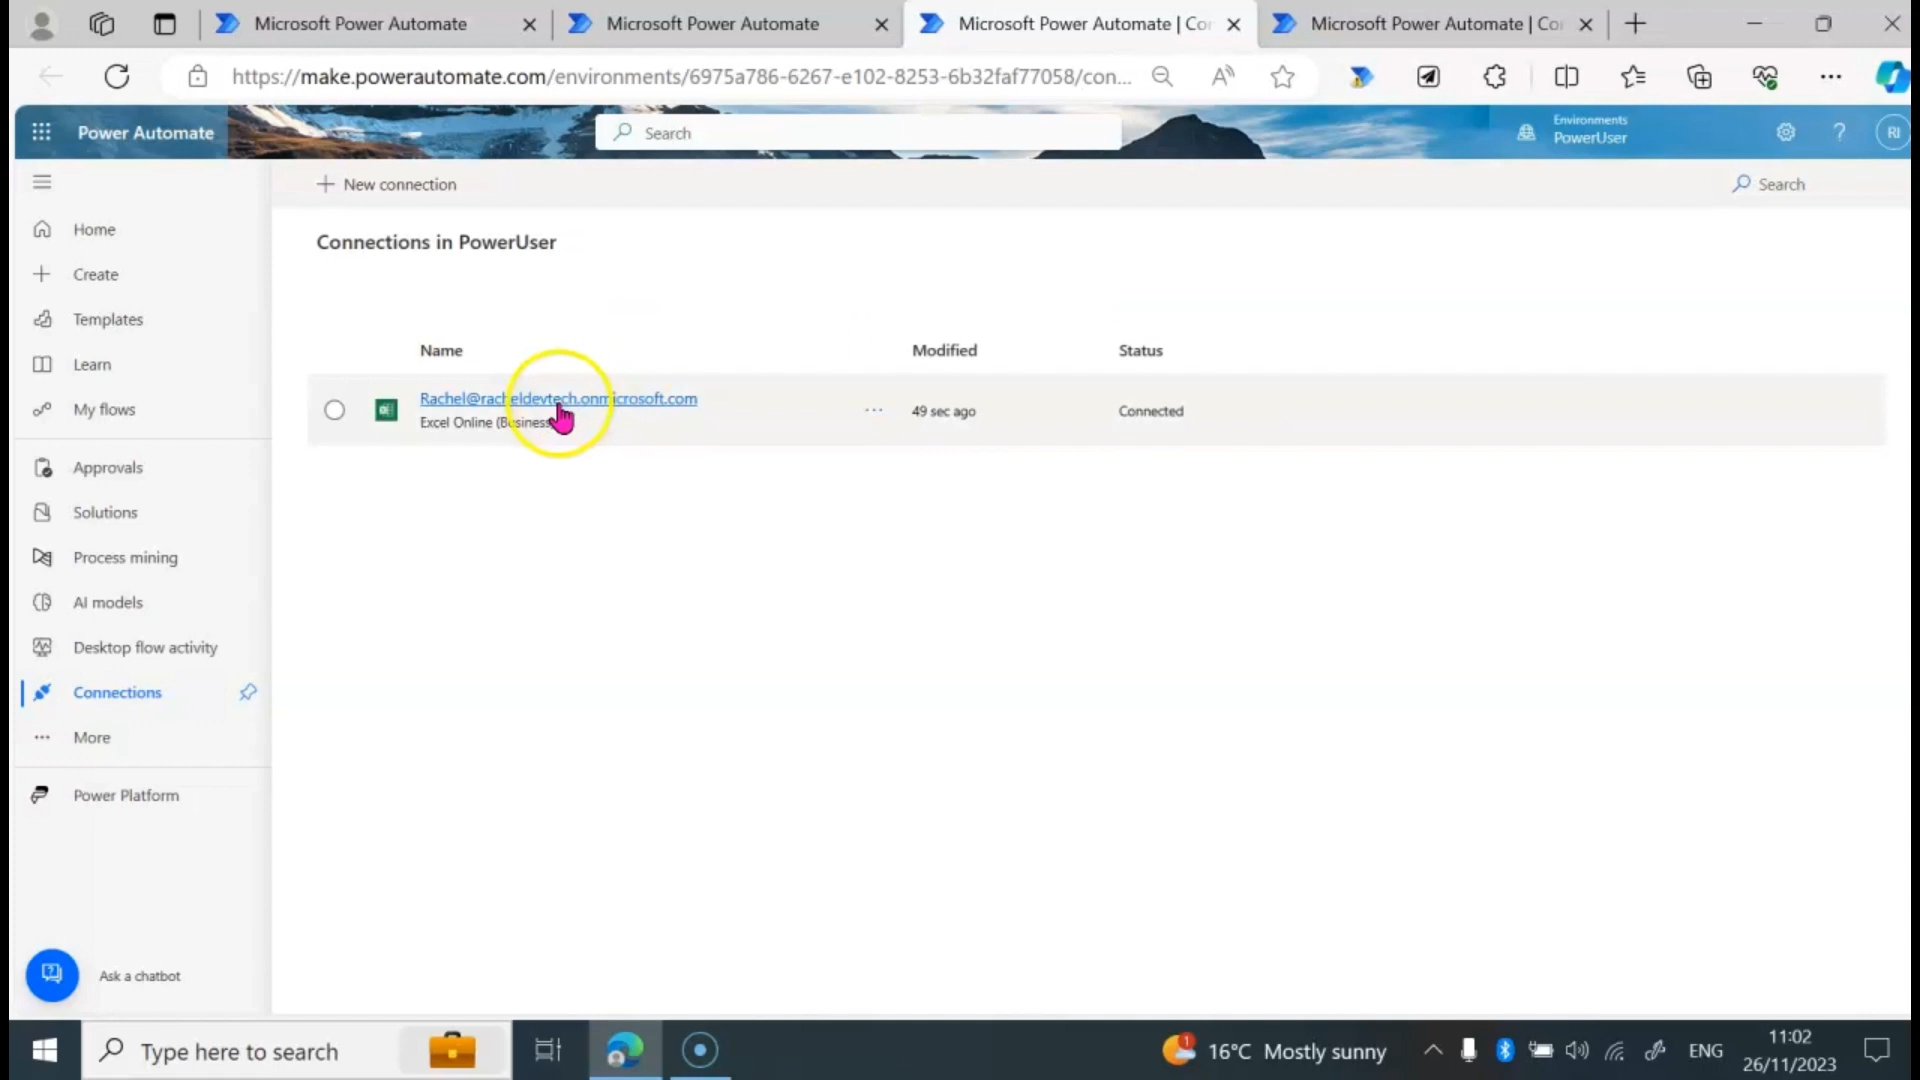 Microsoft Power Automate
Microsoft Power Automate
Microsoft Power Automate | Co
Microsoft Power Automate | Co
https://make.powerautomate.com/environments/6975a786-6267-e102-8253-6b32faf77058/con...
Power Automate
Search
Environments
PowerUser
?
RI
New connection
Search
Home
Create
Templates
Learn
My flows
Approvals
Solutions
Process mining
AI models
Desktop flow activity
Connections
More
Power Platform
Ask a chatbot
Connections in PowerUser
Name
Modified
Status
Rachel@racheldevtech.onmicrosoft.com
Excel Online (Business
49 sec ago
Connected
Type here to search
1
16°C Mostly sunny
ENG
11:02
26/11/2023